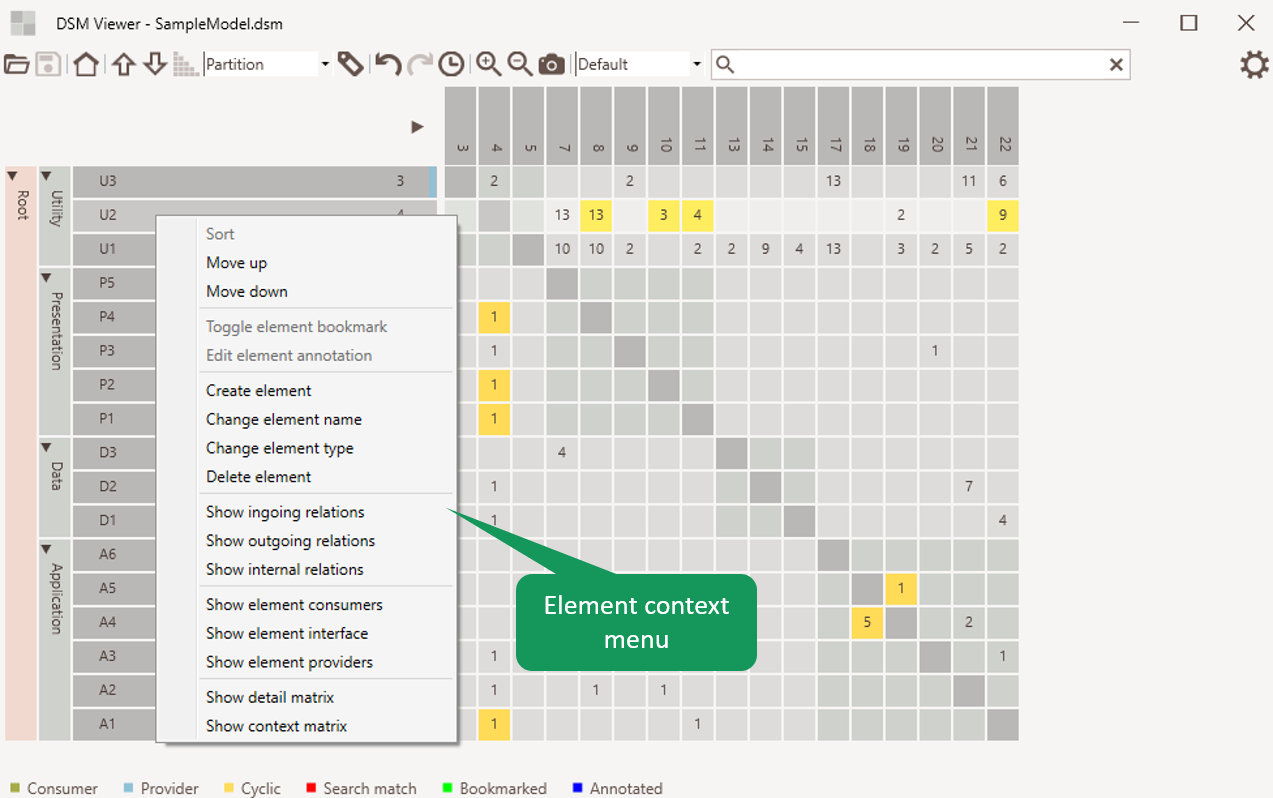 DSM Viewer - SampleModel.dsm
Partition
Default
3 4 5 7 8 9 10 11 13 14 15 17 18 19 20 21 22
Root
Utility
U3 3 2 2 13 11 6
U2 13 13 3 4 2 9
U1 10 10 2 2 2 9 4 13 3 2 5 2
Presentation
P5
P4 1
P3 1 1
P2 1
P1 1
Data
D3 4
D2 1 7
D1 1 4
Application
A6
A5 1
A4 5 2
A3 1 1
A2 1 1 1
A1 1 1
Sort
Move up
Move down
Toggle element bookmark
Edit element annotation
Create element
Change element name
Change element type
Delete element
Show ingoing relations
Show outgoing relations
Show internal relations
Show element consumers
Show element interface
Show element providers
Show detail matrix
Show context matrix
Element context
menu
Consumer Provider Cyclic Search match Bookmarked Annotated